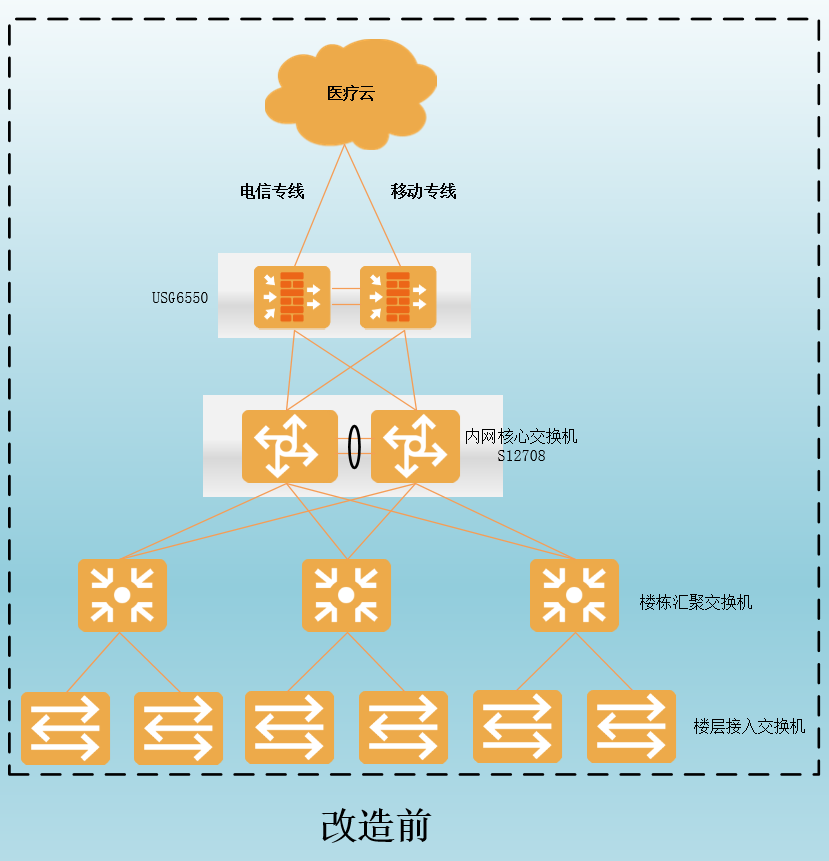 医疗云
电信专线
移动专线
USG6550
内网核心交换机
S12708
楼栋汇聚交换机
楼层接入交换机
改造前